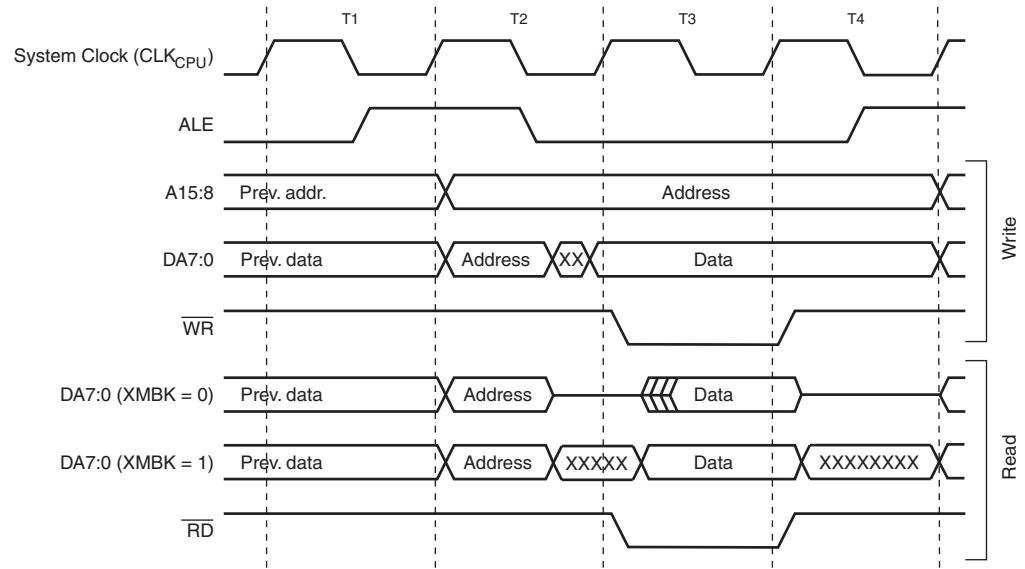 T1 T2 T3 T4
System Clock (CLKCPU)
ALE
A15:8 Prev. addr. Address
DA7:0 Prev. data Address XX Data
WR
Write
DA7:0 (XMBK = 0) Prev. data Address Data
DA7:0 (XMBK = 1) Prev. data Address XXXXX Data XXXXXXXX
RD
Read